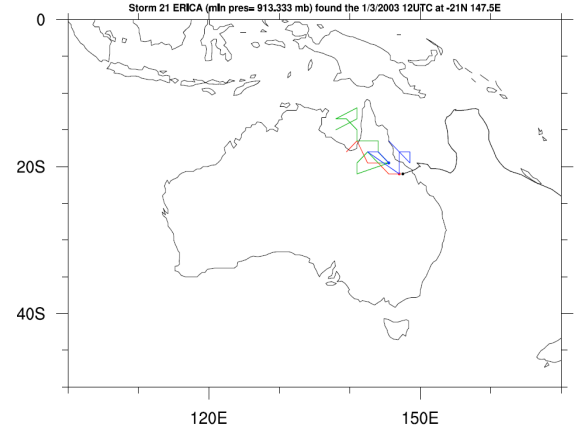 Storm 21 ERICA (min pres= 913.333 mb) found the 1/3/2003 12UTC at -21N 147.5E
0
20S
40S
120E
150E